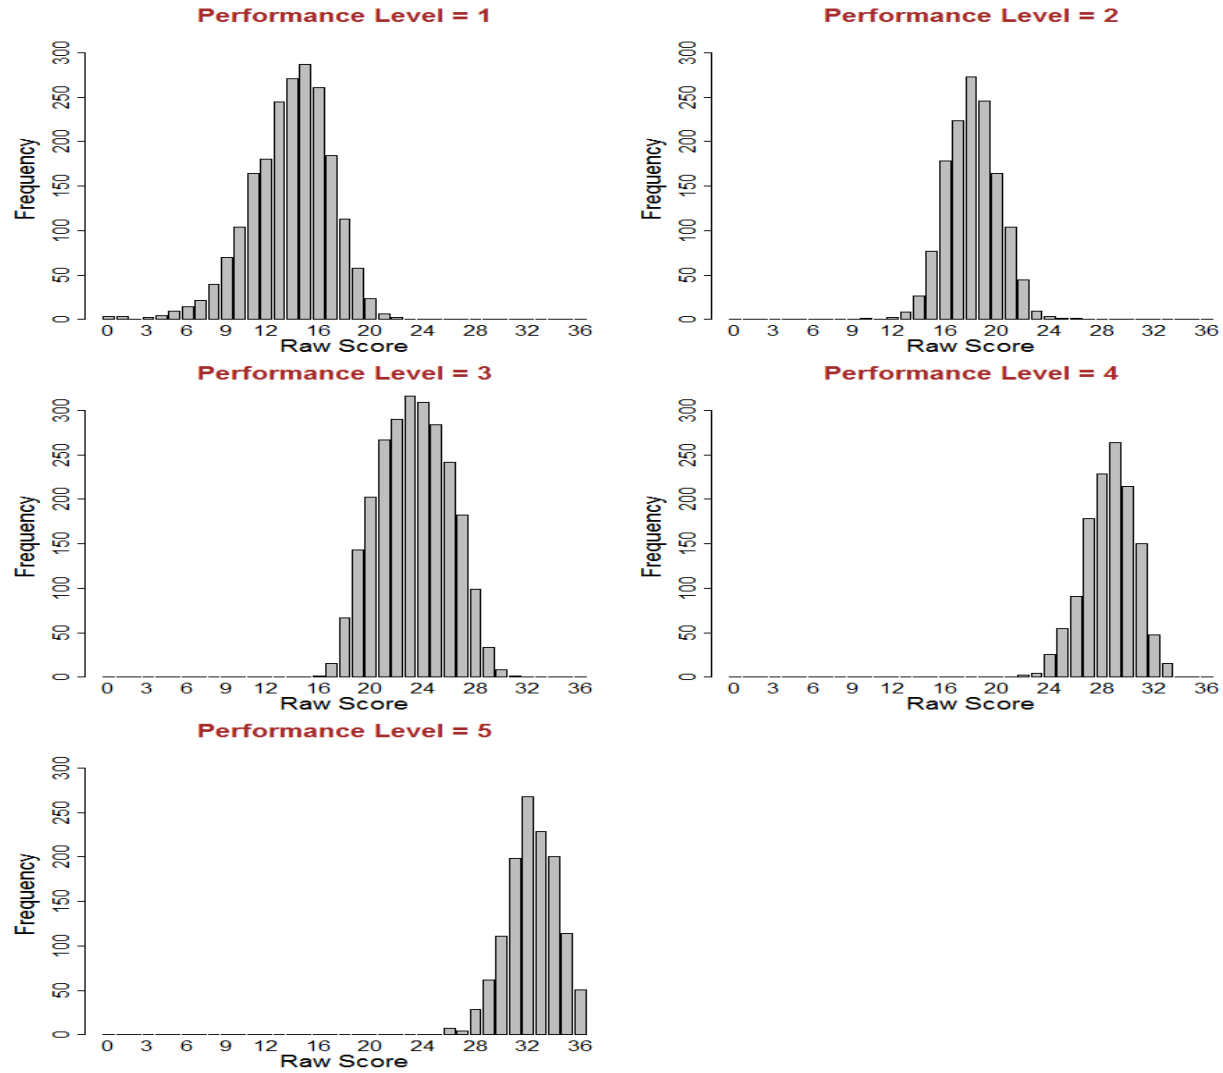 Performance Level = 1
Frequency
0 50 100 150 200 250 300
0 3 6 9 12 16 20 24 28 32 36
Raw Score
Performance Level = 2
Frequency
0 50 100 150 200 250 300
0 3 6 9 12 16 20 24 28 32 36
Raw Score
Performance Level = 3
Frequency
0 50 100 150 200 250 300
0 3 6 9 12 16 20 24 28 32 36
Raw Score
Performance Level = 4
Frequency
0 50 100 150 200 250 300
0 3 6 9 12 16 20 24 28 32 36
Raw Score
Performance Level = 5
Frequency
0 50 100 150 200 250 300
0 3 6 9 12 16 20 24 28 32 36
Raw Score